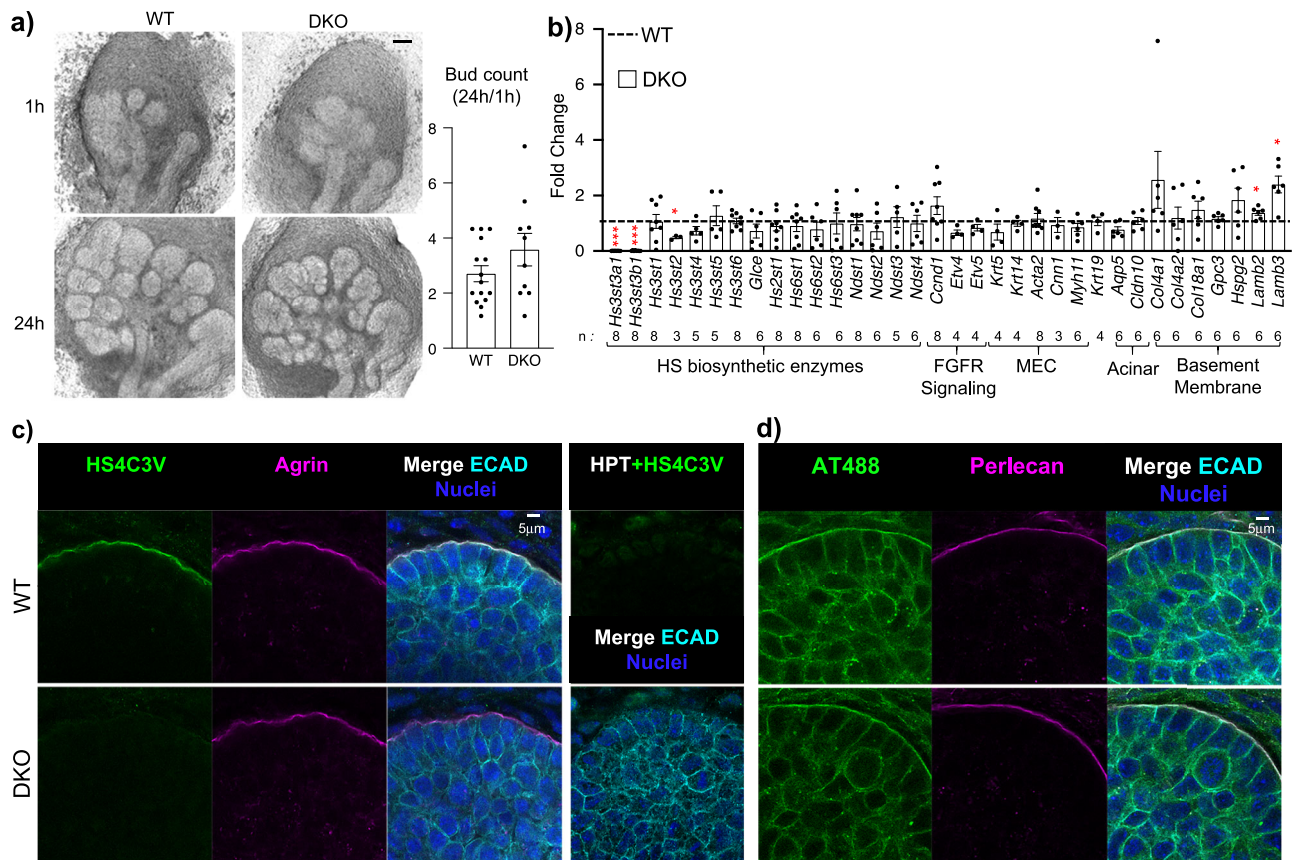 a)
WT
DKO
1h
24h
Bud count
(24h/1h)
8
6
4
2
0
WT
DKO
b)
WT
DKO
Fold Change
8
6
4
2
0
***
***
*
*
*
Hs3st3a1
Hs3st3b1
Hs3st1
Hs3st2
Hs3st4
Hs3st5
Hs3st6
Glce
Hs2st1
Hs6st1
Hs6st2
Hs6st3
Ndst1
Ndst2
Ndst3
Ndst4
Ccnd1
Etv4
Etv5
Krt5
Krt14
Acta2
Cnn1
Myh11
Krt19
Aqp5
Cldn10
Col4a1
Col4a2
Col18a1
Gpc3
Hspg2
Lamb2
Lamb3
n : 8 8 8 3 5 5 8 6 8 8 6 6 8 6 5 6 8 4 4 4 4 8 3 6 4 6 6 6 6 6 6 6 6 6
HS biosynthetic enzymes
FGFR
Signaling
MEC
Acinar
Basement
Membrane
c)
HS4C3V
Agrin
Merge ECAD
Nuclei
5µm
HPT+HS4C3V
Merge ECAD
Nuclei
WT
DKO
d)
AT488
Perlecan
Merge ECAD
Nuclei
5µm